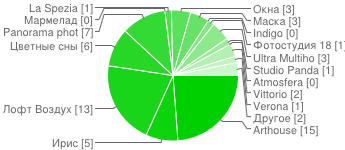 La Spezia [1]
Мармелад [0]
Panorama phot [7]
Цветные сны [6]
Лофт Воздух [13]
Ирис [5]
Окна [3]
Маска [3]
Indigo [0]
Фотостудия 18 [1]
Ultra Multiho [3]
Studio Panda [1]
Atmosfera [0]
Vittorio [2]
Verona [1]
Другое [2]
Arthouse [15]